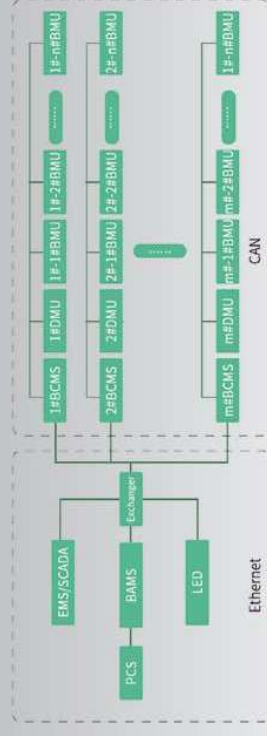 EMS/SCADA
PCS
BAMS
LED
Exchanger
Ethernet
1#BCMS
1#DMU
1#-1#BMU
1#-2#BMU
......
1#-n#BMU
2#BCMS
2#DMU
2#-1#BMU
2#-2#BMU
......
2#-n#BMU
......
m#BCMS
m#DMU
m#-1#BMU
m#-2#BMU
......
1#-n#BMU
CAN